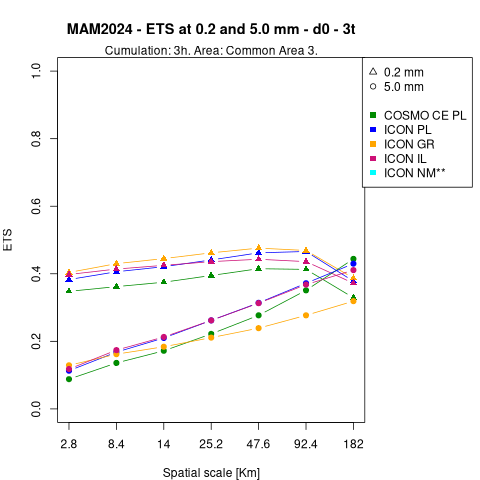 MAM2024 - ETS at 0.2 and 5.0 mm - d0 - 3t
Cumulation: 3h. Area: Common Area 3.
0.2 mm
5.0 mm
COSMO CE PL
ICON PL
ICON GR
ICON IL
ICON NM**
ETS
1.0
0.8
0.6
0.4
0.2
0.0
2.8 8.4 14 25.2 47.6 92.4 182
Spatial scale [Km]